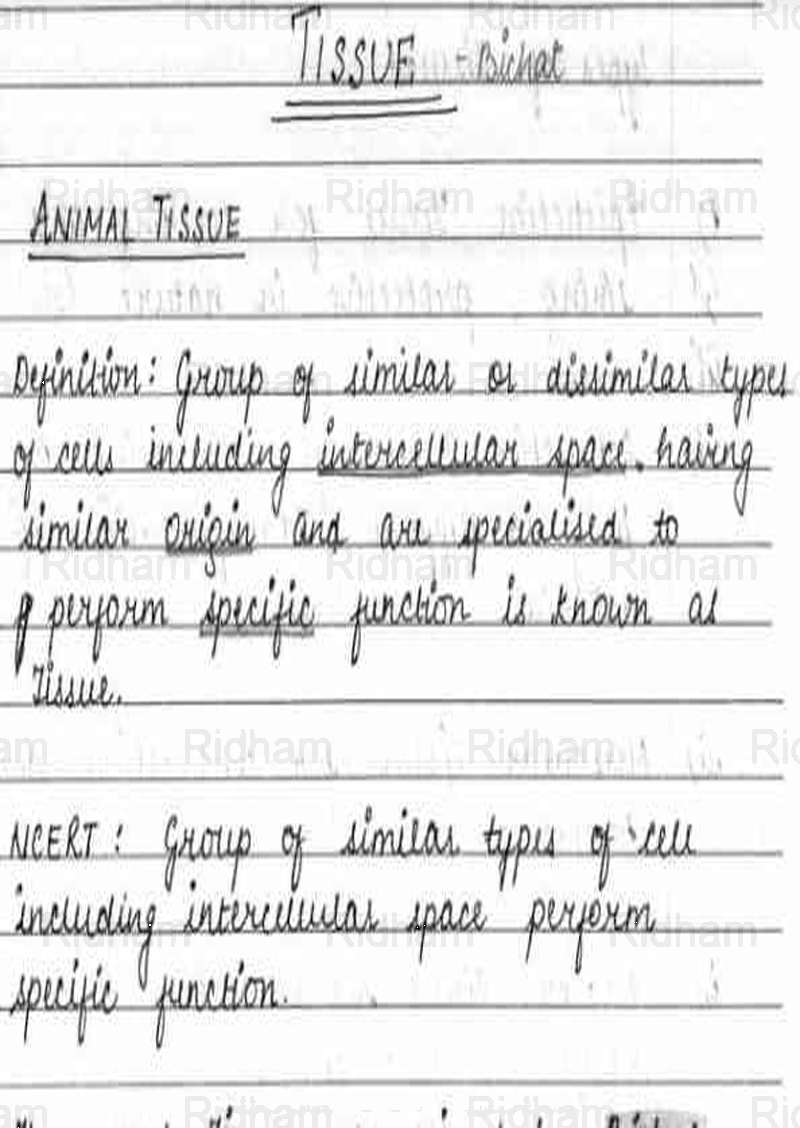 TISSUE - Bichat
ANIMAL TISSUE
Definition: Group of similar or dissimilar types
of cells including intercellular space. having
similar origin and are specialised to
perform specific function is known as
Tissue.
NCERT: Group of similar types of cell
including intercellular space perform
specific function.
Ridham